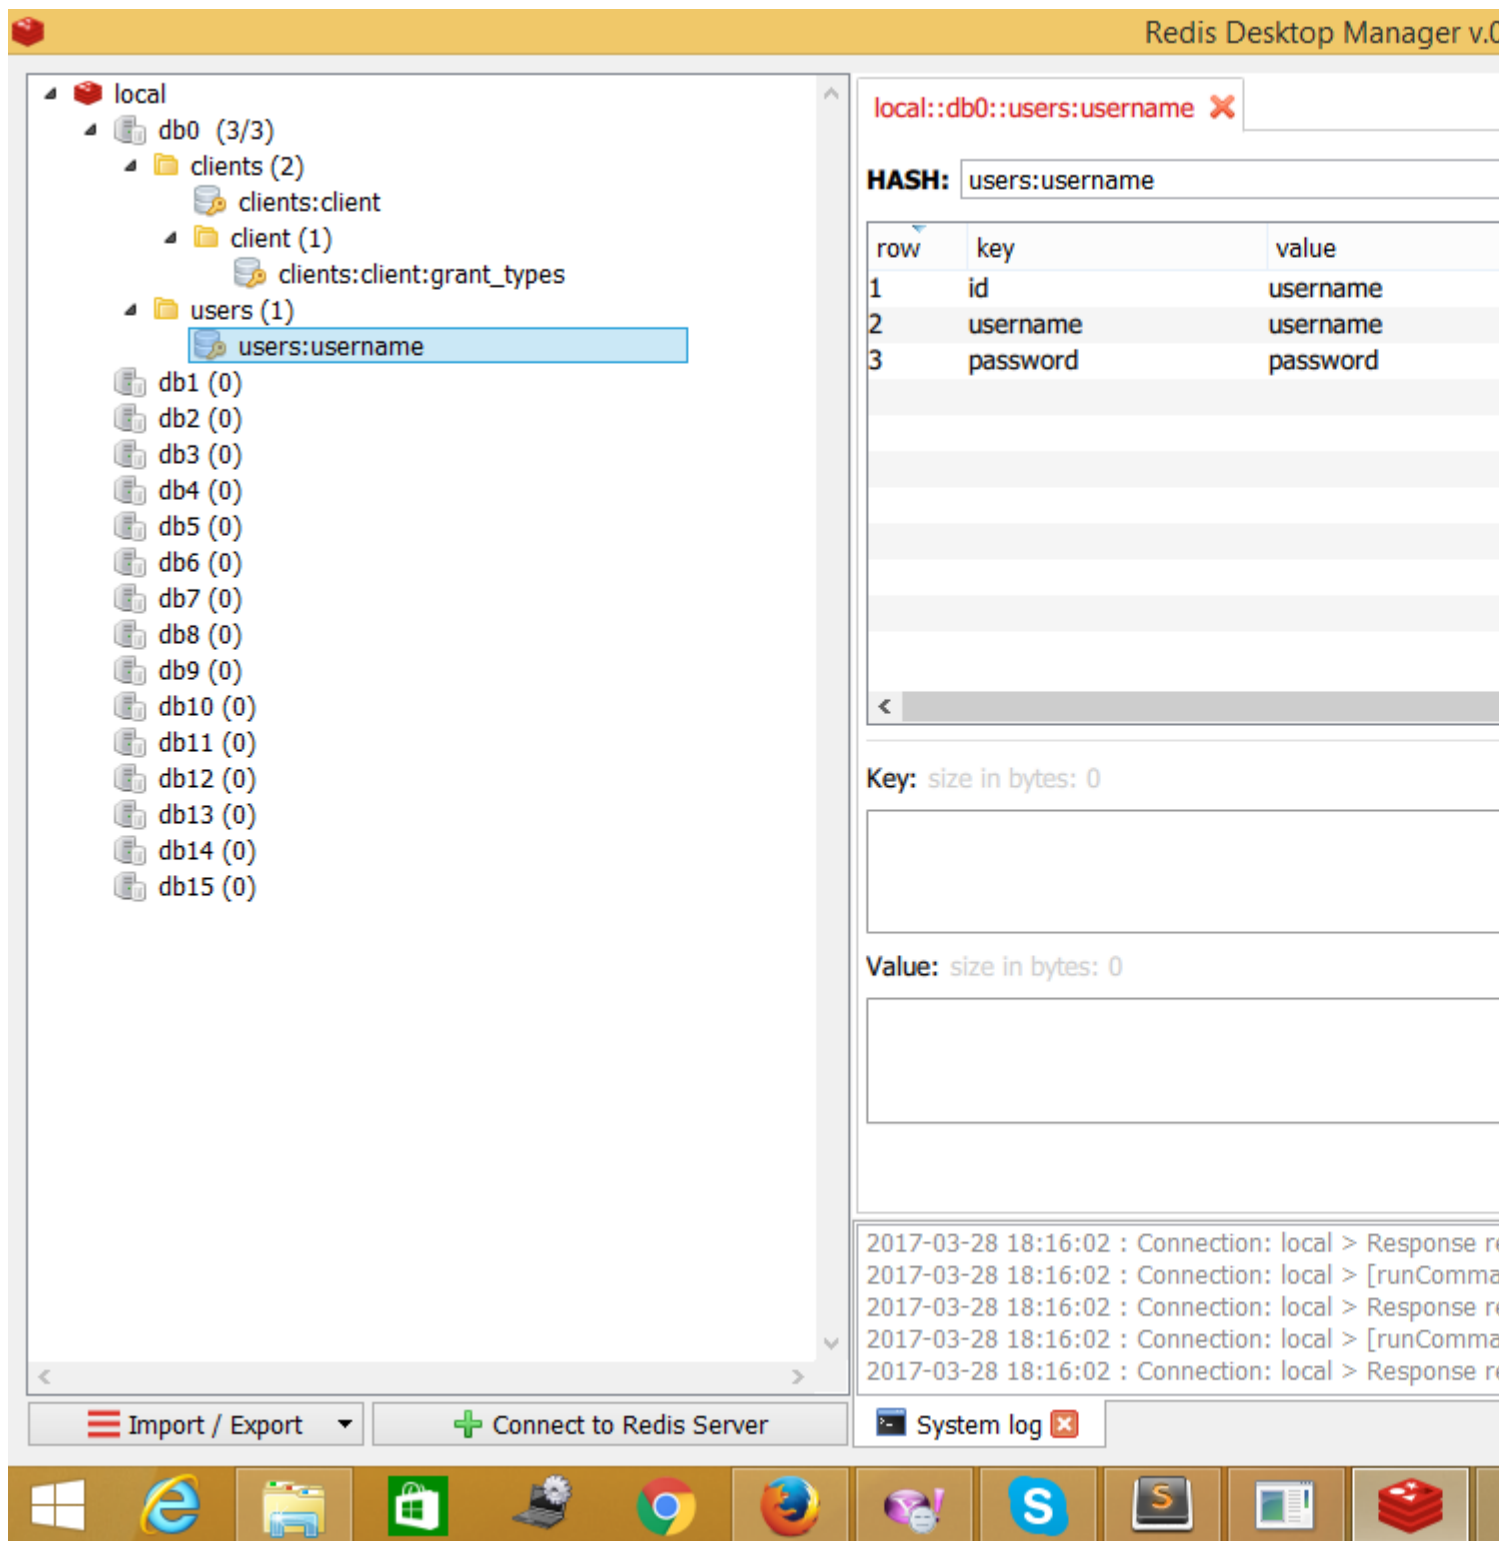 Redis Desktop Manager v.0
local
db0 (3/3)
clients (2)
clients:client
client (1)
clients:client:grant_types
users (1)
users:username
db1 (0)
db2 (0)
db3 (0)
db4 (0)
db5 (0)
db6 (0)
db7 (0)
db8 (0)
db9 (0)
db10 (0)
db11 (0)
db12 (0)
db13 (0)
db14 (0)
db15 (0)
Import / Export
Connect to Redis Server
local::db0::users:username
HASH: users:username
row key value
1 id username
2 username username
3 password password
Key: size in bytes: 0
Value: size in bytes: 0
2017-03-28 18:16:02 : Connection: local > Response
2017-03-28 18:16:02 : Connection: local > [runComma
2017-03-28 18:16:02 : Connection: local > Response
2017-03-28 18:16:02 : Connection: local > [runComma
2017-03-28 18:16:02 : Connection: local > Response
System log